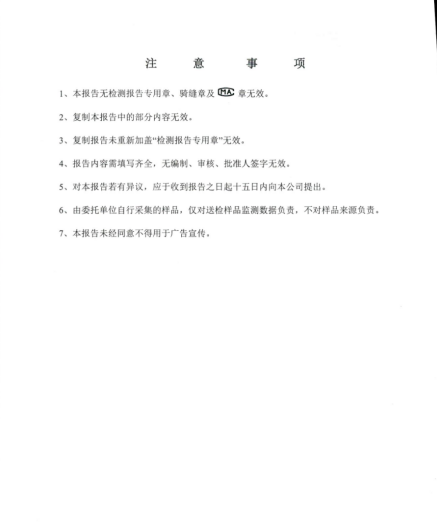 注 意 事 项
1、本报告无检测报告专用章、骑缝章及 MA 章无效。
2、复制本报告中的部分内容无效。
3、复制报告未重新加盖“检测报告专用章”无效。
4、报告内容需填写齐全，无编制、审核、批准人签字无效。
5、对本报告若有异议，应于收到报告之日起十五日内向本公司提出。
6、由委托单位自行采集的样品，仅对送检样品监测数据负责，不对样品来源负责。
7、本报告未经同意不得用于广告宣传。